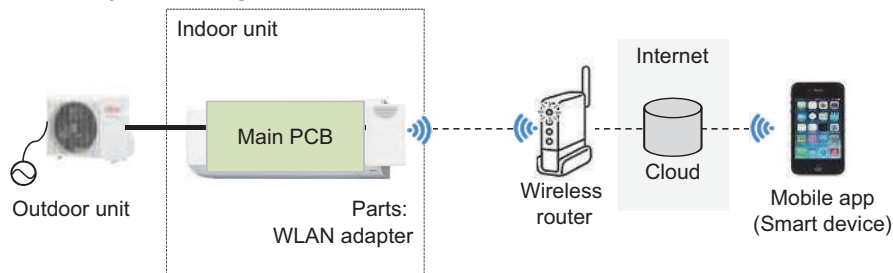 Indoor unit
Internet
Main PCB
Cloud
Outdoor unit
Parts:
WLAN adapter
Wireless
router
Mobile app
(Smart device)